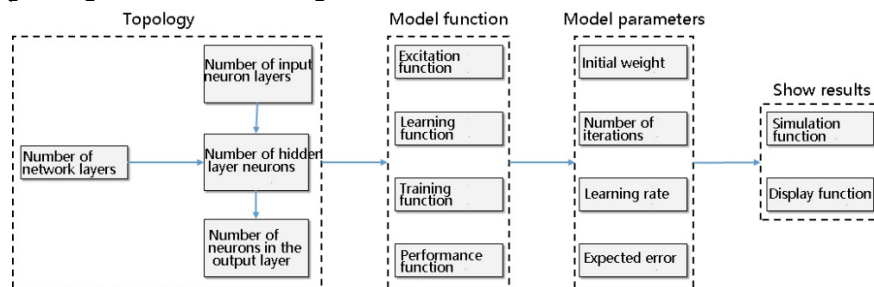 Topology
Model function
Model parameters
Show results
Number of input
neuron layers
Number of
network layers
Number of hidden
layer neurons
Number of
neurons in the
output layer
Excitation
function
Learning
function
Training
function
Performance
function
Initial weight
Number of
iterations
Learning rate
Expected error
Simulation
function
Display function